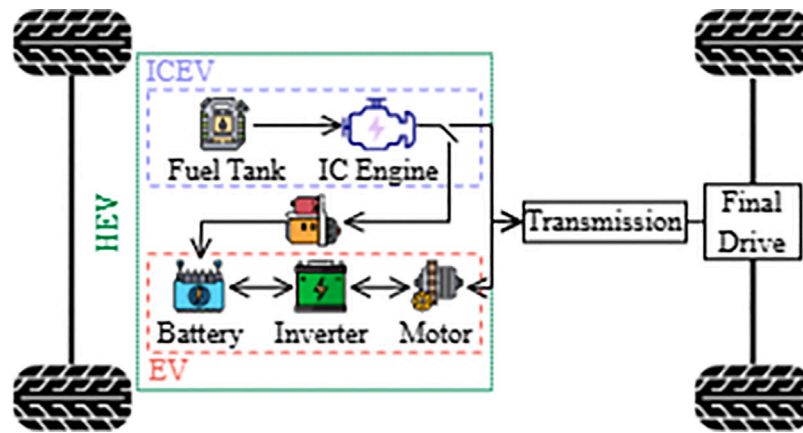 ICEV
Fuel Tank
IC Engine
HEV
Transmission
Final
Drive
Battery
Inverter
Motor
EV